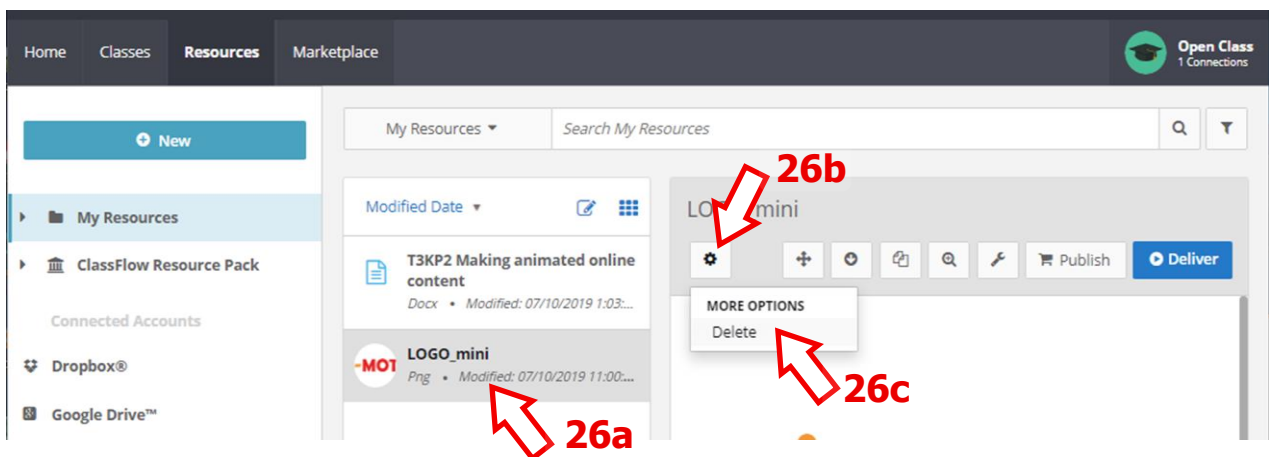 Home Classes Resources Marketplace
Open Class
1 Connections
New
My Resources
Search My Resources
My Resources
ClassFlow Resource Pack
Connected Accounts
Dropbox®
Google Drive™
Modified Date
T3KP2 Making animated online
content
Docx • Modified: 07/10/2019 1:03:...
-MOT
LOGO_mini
Png • Modified: 07/10/2019 11:00:...
26a
26b
LO mini
Publish
Deliver
MORE OPTIONS
Delete
26c